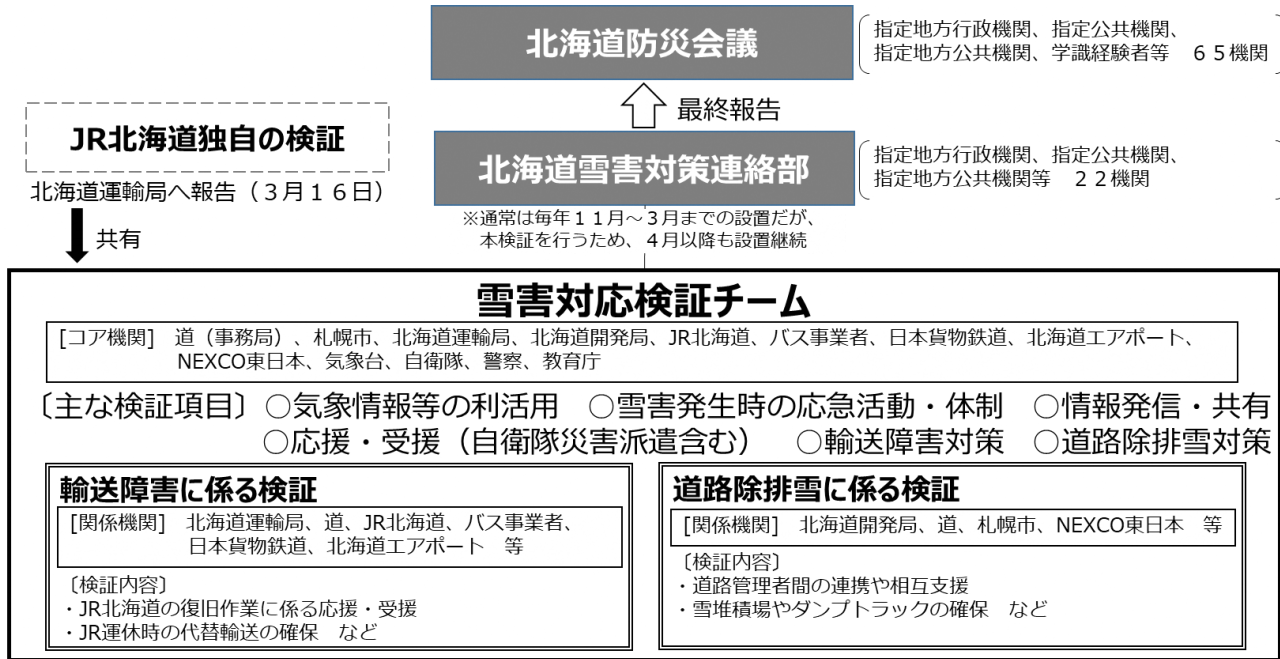 北海道防災会議
指定地方行政機関、指定公共機関、
指定地方公共機関、学識経験者等　６５機関
最終報告
JR北海道独自の検証
北海道運輸局へ報告（３月１６日）
共有
北海道雪害対策連絡部
指定地方行政機関、指定公共機関、
指定地方公共機関等　２２機関
※通常は毎年１１月～３月までの設置だが、
本検証を行うため、４月以降も設置継続
雪害対応検証チーム
[コア機関]　道（事務局）、札幌市、北海道運輸局、北海道開発局、JR北海道、バス事業者、日本貨物鉄道、北海道エアポート、
NEXCO東日本、気象台、自衛隊、警察、教育庁
〔主な検証項目〕○気象情報等の利活用　○雪害発生時の応急活動・体制　○情報発信・共有
○応援・受援（自衛隊災害派遣含む）　○輸送障害対策　○道路除排雪対策
輸送障害に係る検証
[関係機関]　北海道運輸局、道、JR北海道、バス事業者、
日本貨物鉄道、北海道エアポート　等
〔検証内容〕
・JR北海道の復旧作業に係る応援・受援
・JR運休時の代替輸送の確保　など
道路除排雪に係る検証
[関係機関]　北海道開発局、道、札幌市、NEXCO東日本　等
〔検証内容〕
・道路管理者間の連携や相互支援
・雪堆積場やダンプトラックの確保　など